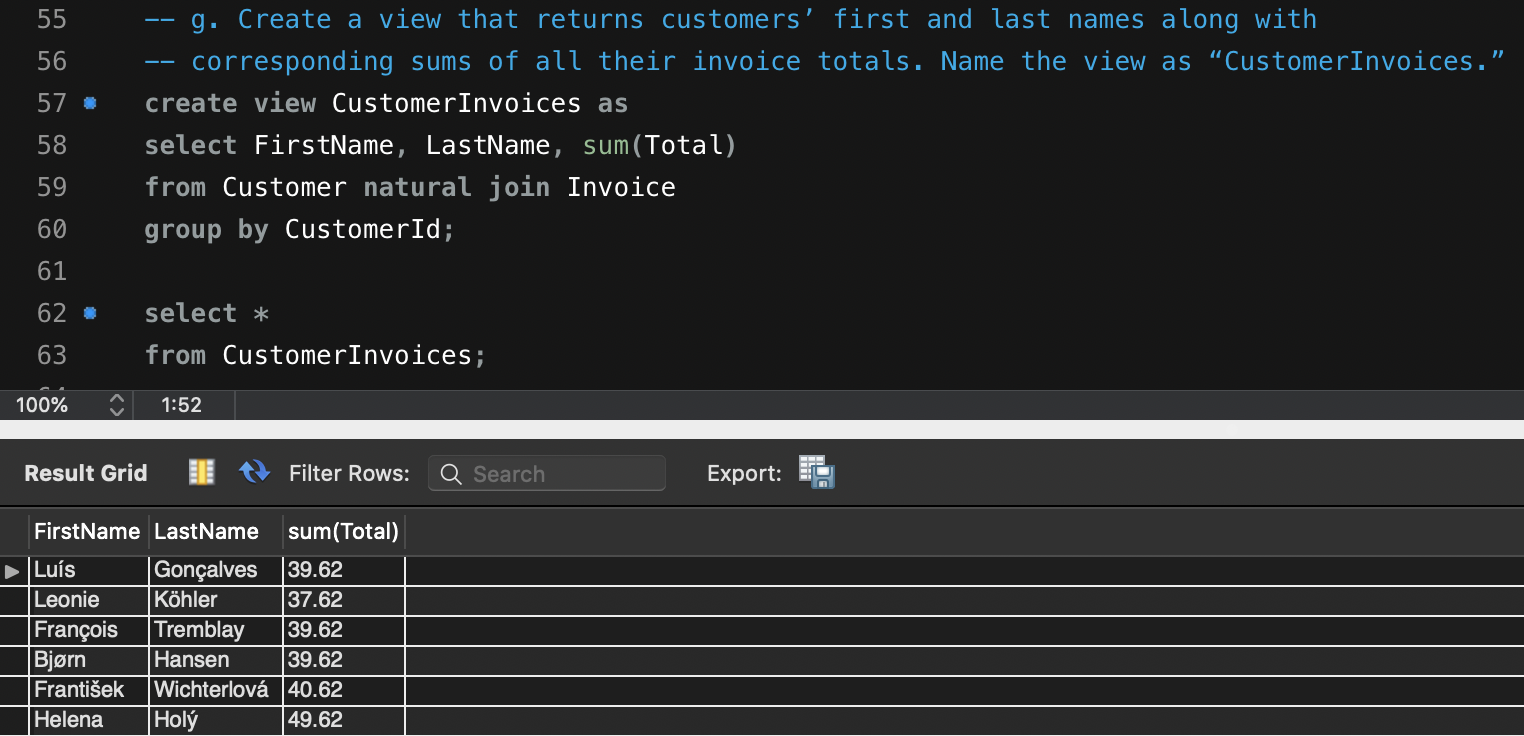 55 -- g. Create a view that returns customers’ first and last names along with
56 -- corresponding sums of all their invoice totals. Name the view as “CustomerInvoices.”
57 create view CustomerInvoices as
58 select FirstName, LastName, sum(Total)
59 from Customer natural join Invoice
60 group by CustomerId;
61
62 select *
63 from CustomerInvoices;
100% 1:52
Result Grid Filter Rows: Search Export:
FirstName LastName sum(Total)
Luís Gonçalves 39.62
Leonie Köhler 37.62
François Tremblay 39.62
Bjørn Hansen 39.62
František Wichterlová 40.62
Helena Holý 49.62